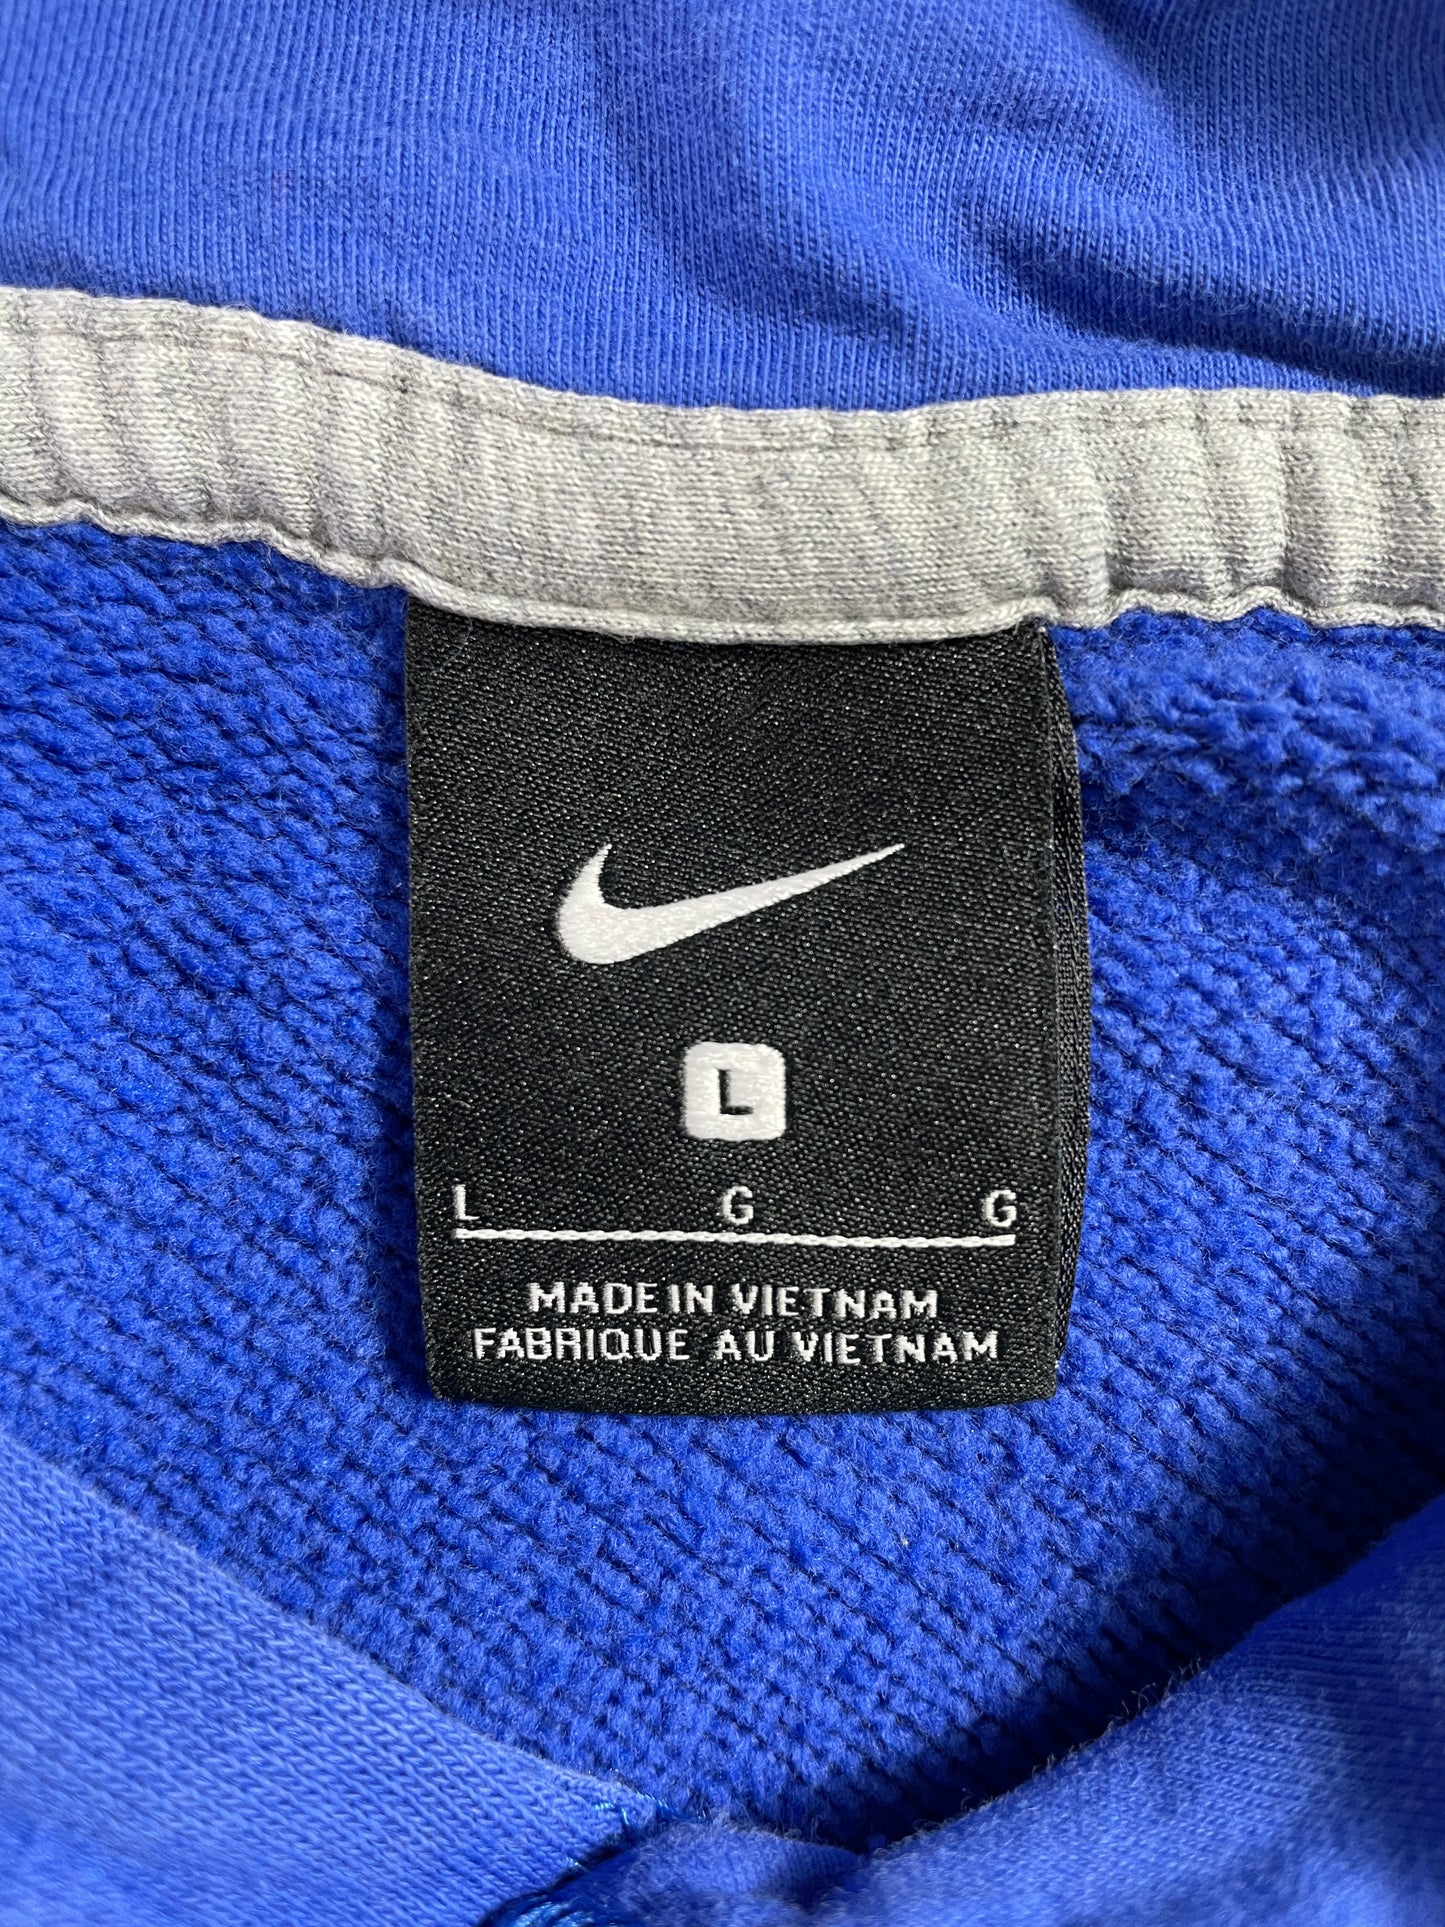 L
L G G
MADE IN VIETNAM
FABRIQUE AU VIETNAM